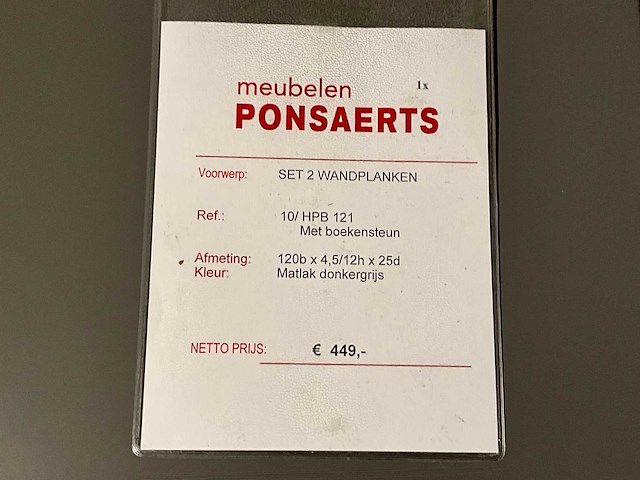 meubelen 1x
PONSAERTS
Voorwerp: SET 2 WANDPLANKEN
Ref.: 10/ HPB 121
Met boekensteun
Afmeting: 120b x 4,5/12h x 25d
Kleur: Matlak donkergrijs
NETTO PRIJS: € 449,-